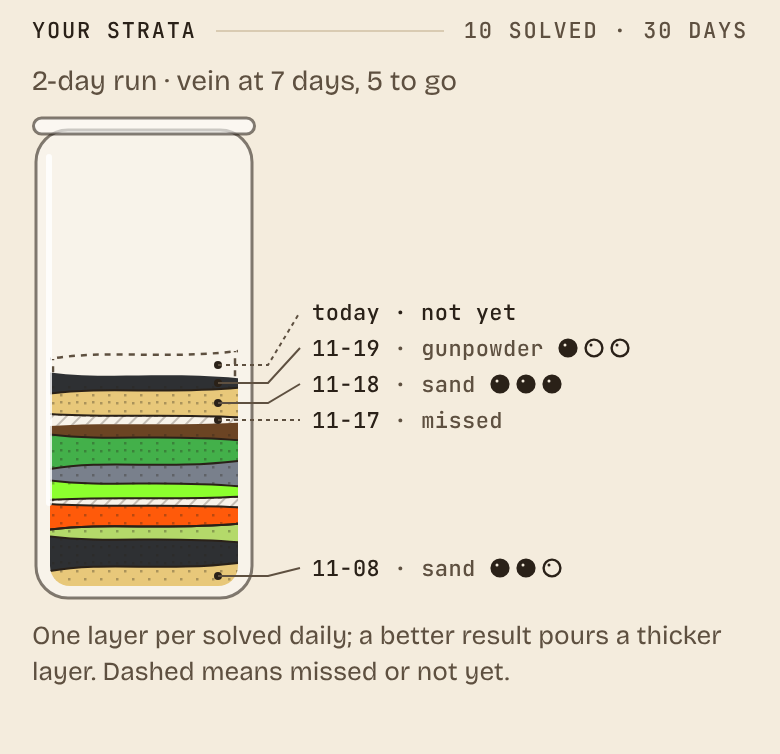 YOUR STRATA 10 SOLVED · 30 DAYS
2-day run · vein at 7 days, 5 to go
today · not yet
11-19 · gunpowder
11-18 · sand
11-17 · missed
11-08 · sand
One layer per solved daily; a better result pours a thicker
layer. Dashed means missed or not yet.